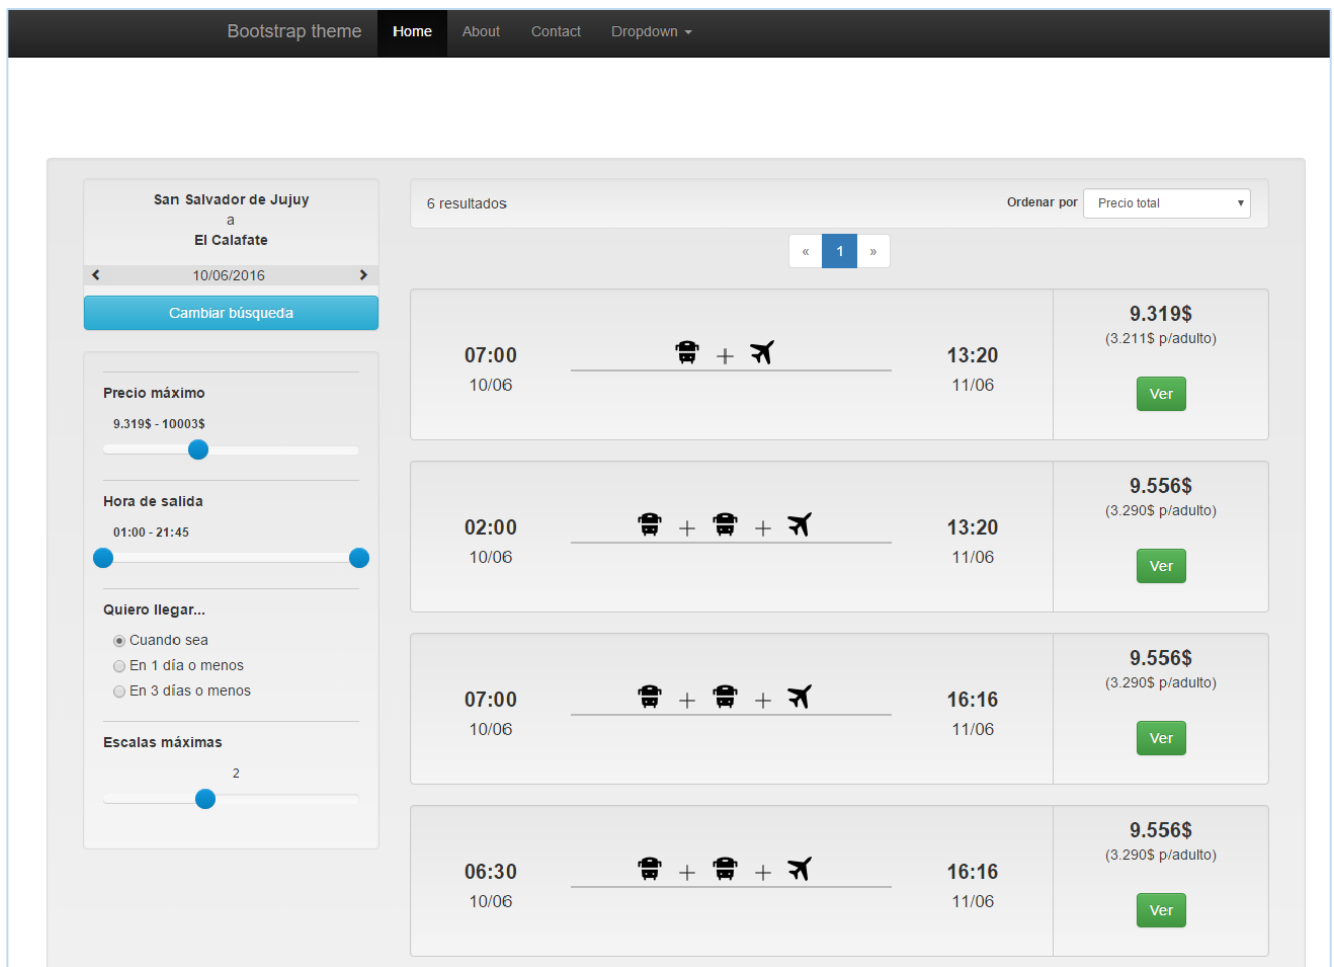 Bootstrap theme Home About Contact Dropdown
San Salvador de Jujuy
a
El Calafate
10/06/2016
Cambiar búsqueda
Precio máximo
9.319$ - 10003$
Hora de salida
01:00 - 21:45
Quiero llegar...
Cuando sea
En 1 día o menos
En 3 días o menos
Escalas máximas
2
6 resultados
Ordenar por Precio total
« 1 »
07:00 + 13:20
10/06 11/06
9.319$
(3.211$ p/adulto)
Ver
02:00 + + 13:20
10/06 11/06
9.556$
(3.290$ p/adulto)
Ver
07:00 + + 16:16
10/06 11/06
9.556$
(3.290$ p/adulto)
Ver
06:30 + + 16:16
10/06 11/06
9.556$
(3.290$ p/adulto)
Ver